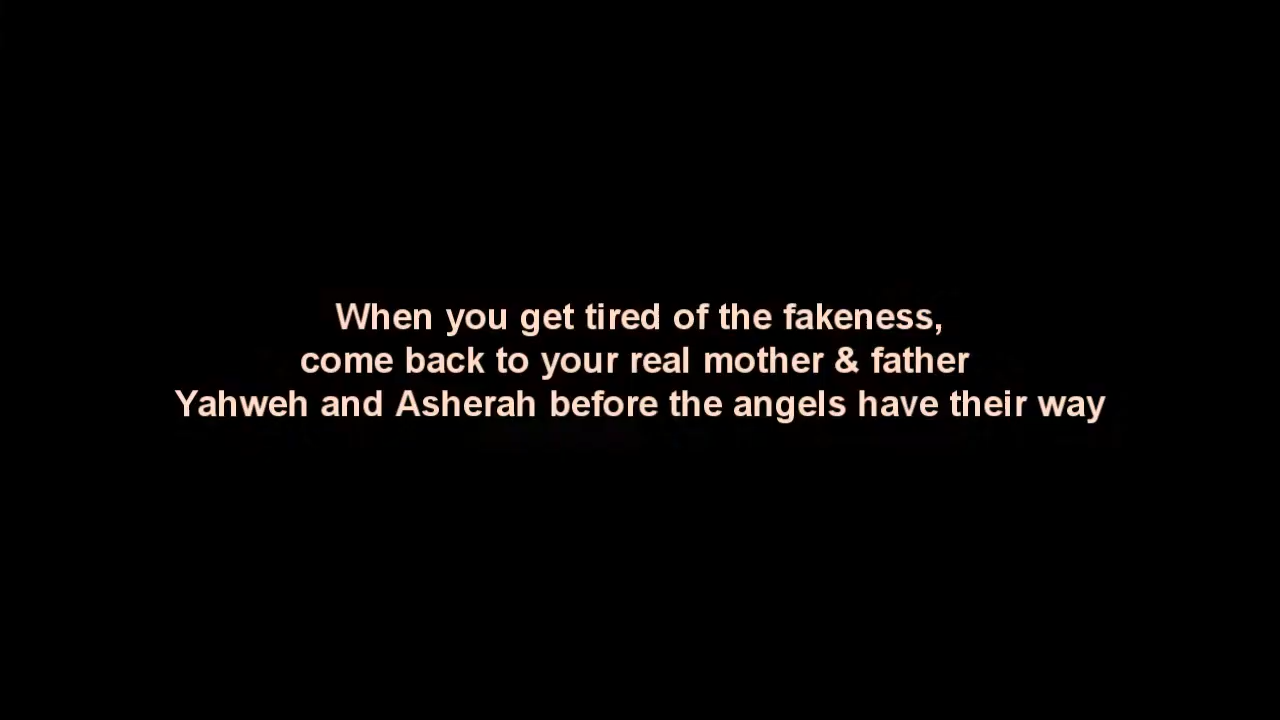 When you get tired of the fakeness,
come back to your real mother & father
Yahweh and Asherah before the angels have their way